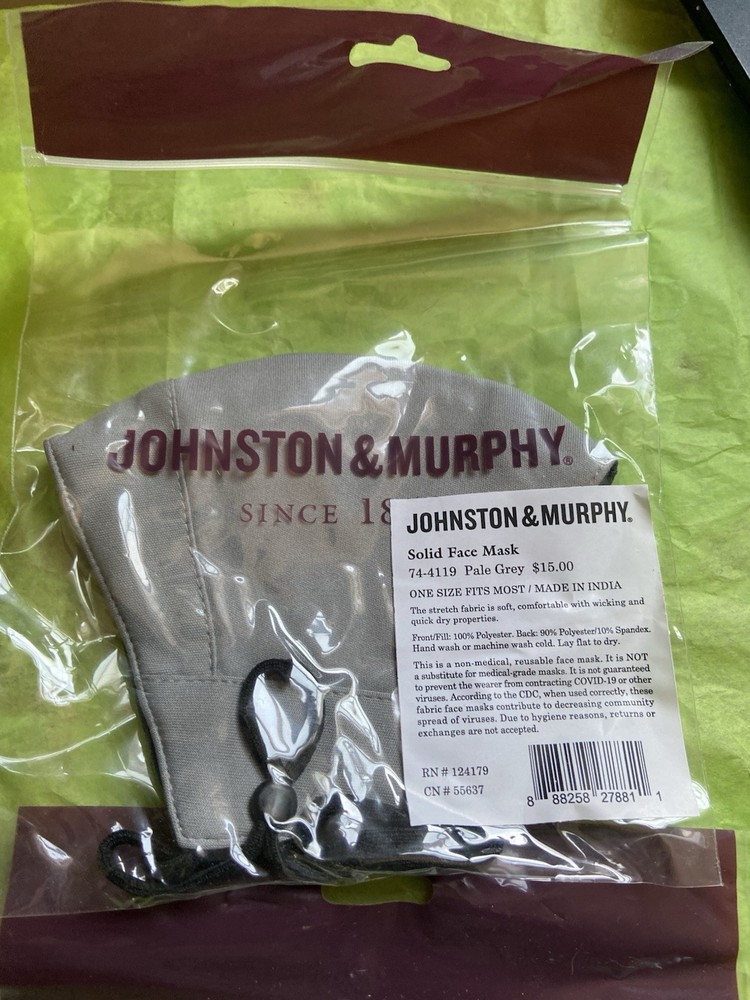 JOHNSTON & MURPHY®
SINCE 18
JOHNSTON & MURPHY®
Solid Face Mask
74-4119 Pale Grey $15.00
ONE SIZE FITS MOST / MADE IN INDIA
The stretch fabric is soft, comfortable with wicking and
quick dry properties.
Front/Fill: 100% Polyester. Back: 90% Polyester/10% Spandex.
Hand wash or machine wash cold. Lay flat to dry.
This is a non-medical, reusable face mask. It is NOT
a substitute for medical-grade masks. It is not guaranteed
to prevent the wearer from contracting COVID-19 or other
viruses. According to the CDC, when used correctly, these
fabric face masks contribute to decreasing community
spread of viruses. Due to hygiene reasons, returns or
exchanges are not accepted.
RN # 124179
CN # 55637
8 88258 27881 1